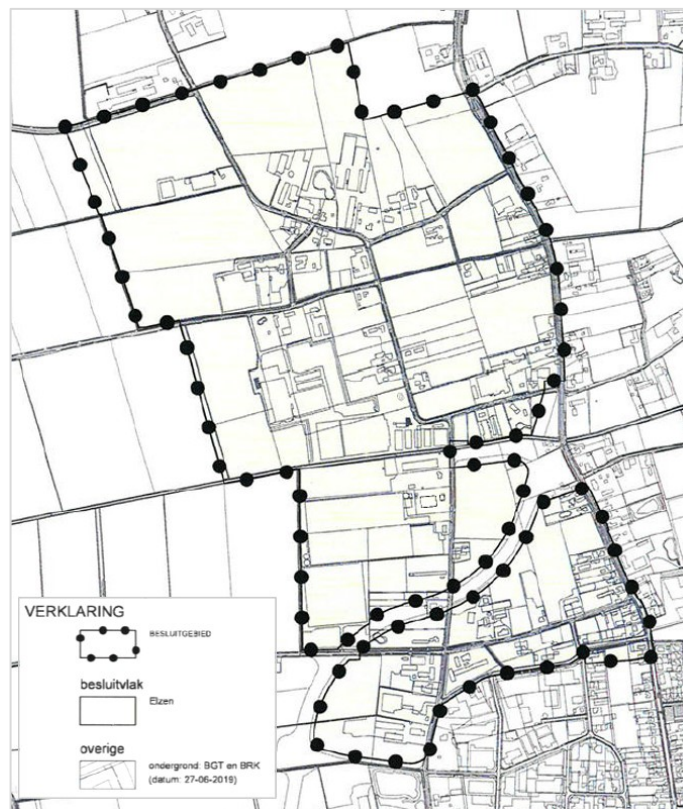 VERKLARING
BESLUITGEBIED
besluitvlak
Elzen
overige
ondergrond: BGT en BRK
(datum: 27-06-2019)